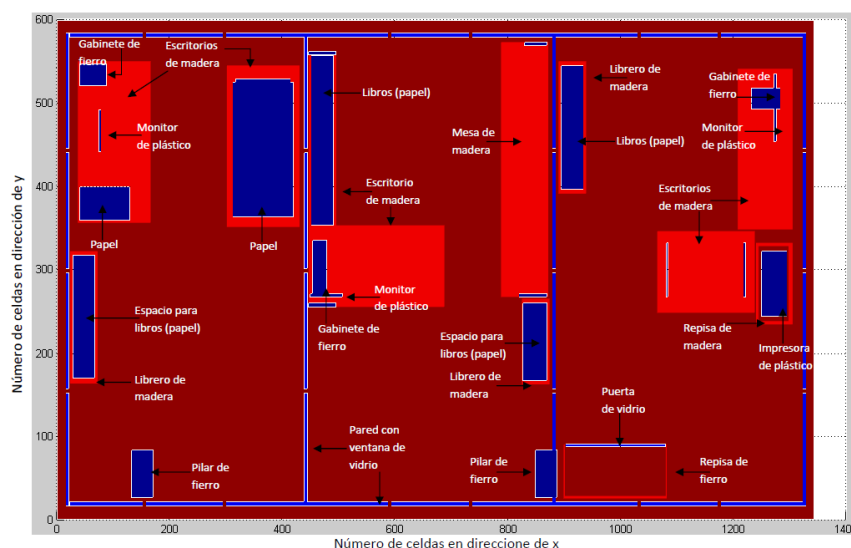 600
500
400
300
200
100
0
Número de celdas en dirección de y
Gabinete de
fierro
Escritorios
de madera
Monitor
de plástico
Papel
Papel
Espacio para
libros (papel)
Librero de
madera
Pilar de
fierro
Libros (papel)
Escritorio
de madera
Monitor
de plástico
Gabinete de
fierro
Pared con
ventana de
vidrio
Mesa de
madera
Espacio para
libros (papel)
Librero de
madera
Pilar de
fierro
Librero de
madera
Libros (papel)
Gabinete de
fierro
Monitor
de plástico
Escritorios
de madera
Repisa de
madera
Impresora
de plástico
Puerta
de vidrio
Repisa de
fierro
0
200
400
600
800
1000
1200
140
Número de celdas en direccione de x